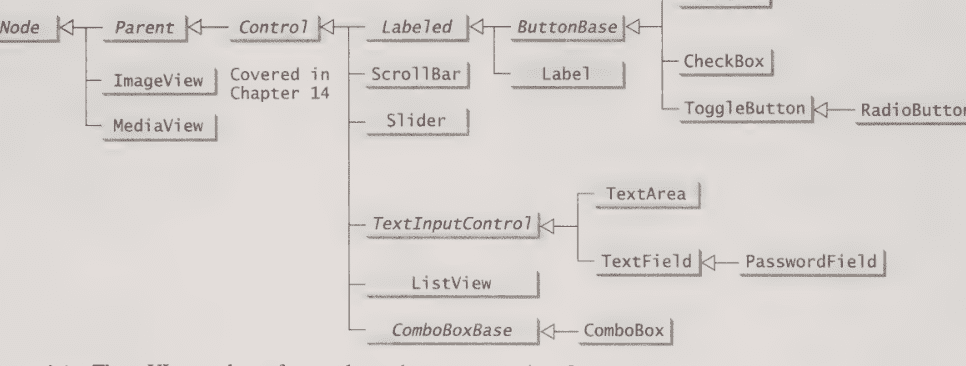 Node
Parent
Control
Labeled
ButtonBase
ImageView
Covered in
Chapter 14
ScrollBar
Label
CheckBox
MediaView
Slider
ToggleButton
RadioButton
TextArea
TextInputControl
TextField
PasswordField
ListView
ComboBoxBase
ComboBox